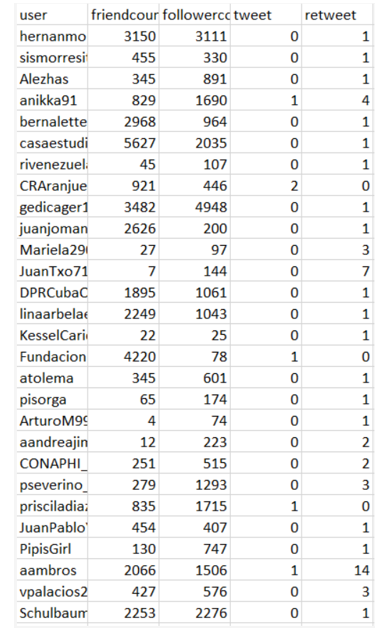 user friendcour followercc tweet retweet
hernanmo 3150 3111 0 1
sismorresi 455 330 0 1
Alezhas 345 891 0 1
anikka91 829 1690 1 4
bernalette 2968 964 0 1
casaestudi 5627 2035 0 1
rivenezuel 45 107 0 1
CRAranjue 921 446 2 0
gedicager1 3482 4948 0 1
juanjoman 2626 200 0 1
Mariela290 27 97 0 3
JuanTxo71 7 144 0 7
DPRCubaC 1895 1061 0 1
linaarbelae 2249 1043 0 1
KesselCari 22 25 0 1
Fundacion 4220 78 1 0
atolema 345 601 0 1
pisorga 65 174 0 1
ArturoM99 4 74 0 1
aandreajin 12 223 0 2
CONAPHI_ 251 515 0 2
pseverino_ 279 1293 0 3
prisciladiaz 835 1715 1 0
JuanPablo 454 407 0 1
PipisGirl 130 747 0 1
aambros 2066 1506 1 14
vpalacios2 427 576 0 3
Schulbaum 2253 2276 0 1